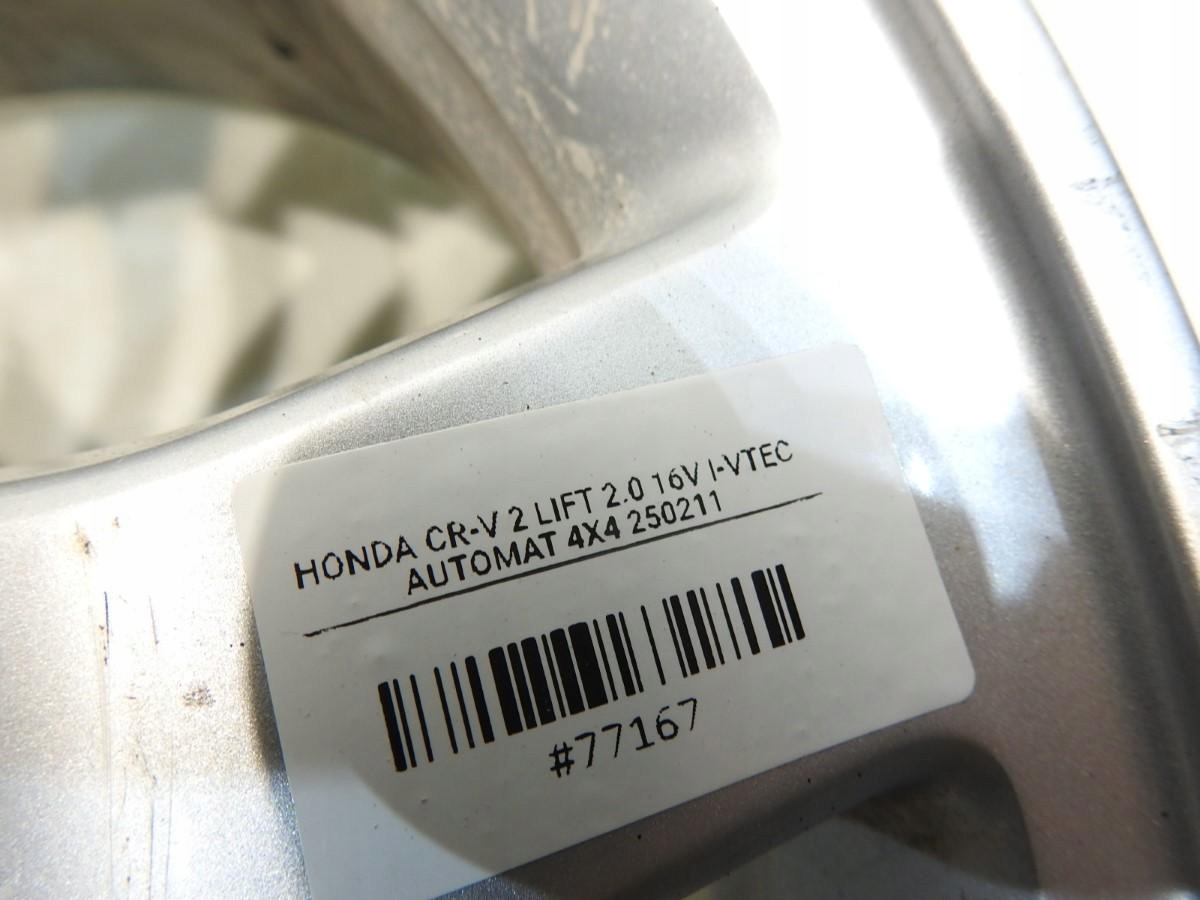 HONDA CR-V 2 LIFT 2.0 16V I-VTEC
AUTOMAT 4X4 250211
#77167